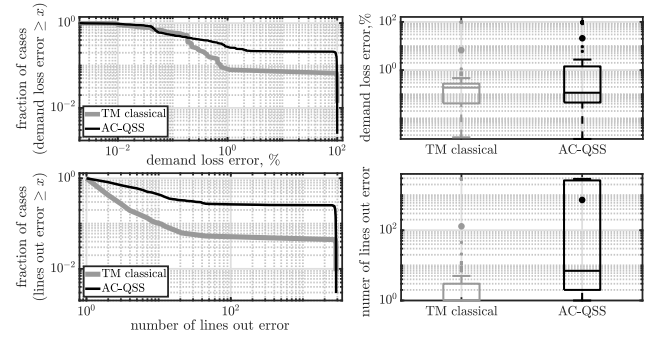 fraction of cases
(demand loss error ≥ x)
10^0
10^-2
TM classical
AC-QSS
10^-2
10^0
10^2
demand loss error, %
demand loss error,%
10^0
TM classical
AC-QSS
fraction of cases
(lines out error ≥ x)
10^0
10^-2
TM classical
AC-QSS
10^0
10^2
number of lines out error
numer of lines out error
10^2
10^0
TM classical
AC-QSS